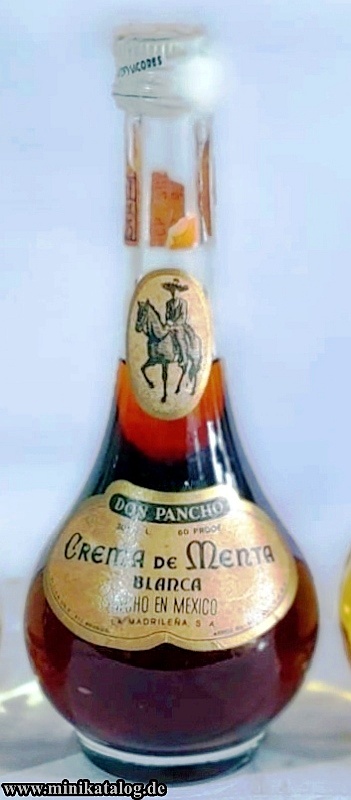 DON PANCHO
60 PROOF
CREMA DE MENTA
BLANCA
HECHO EN MEXICO
LA MADRILEÑA S A
www.minikatalog.de